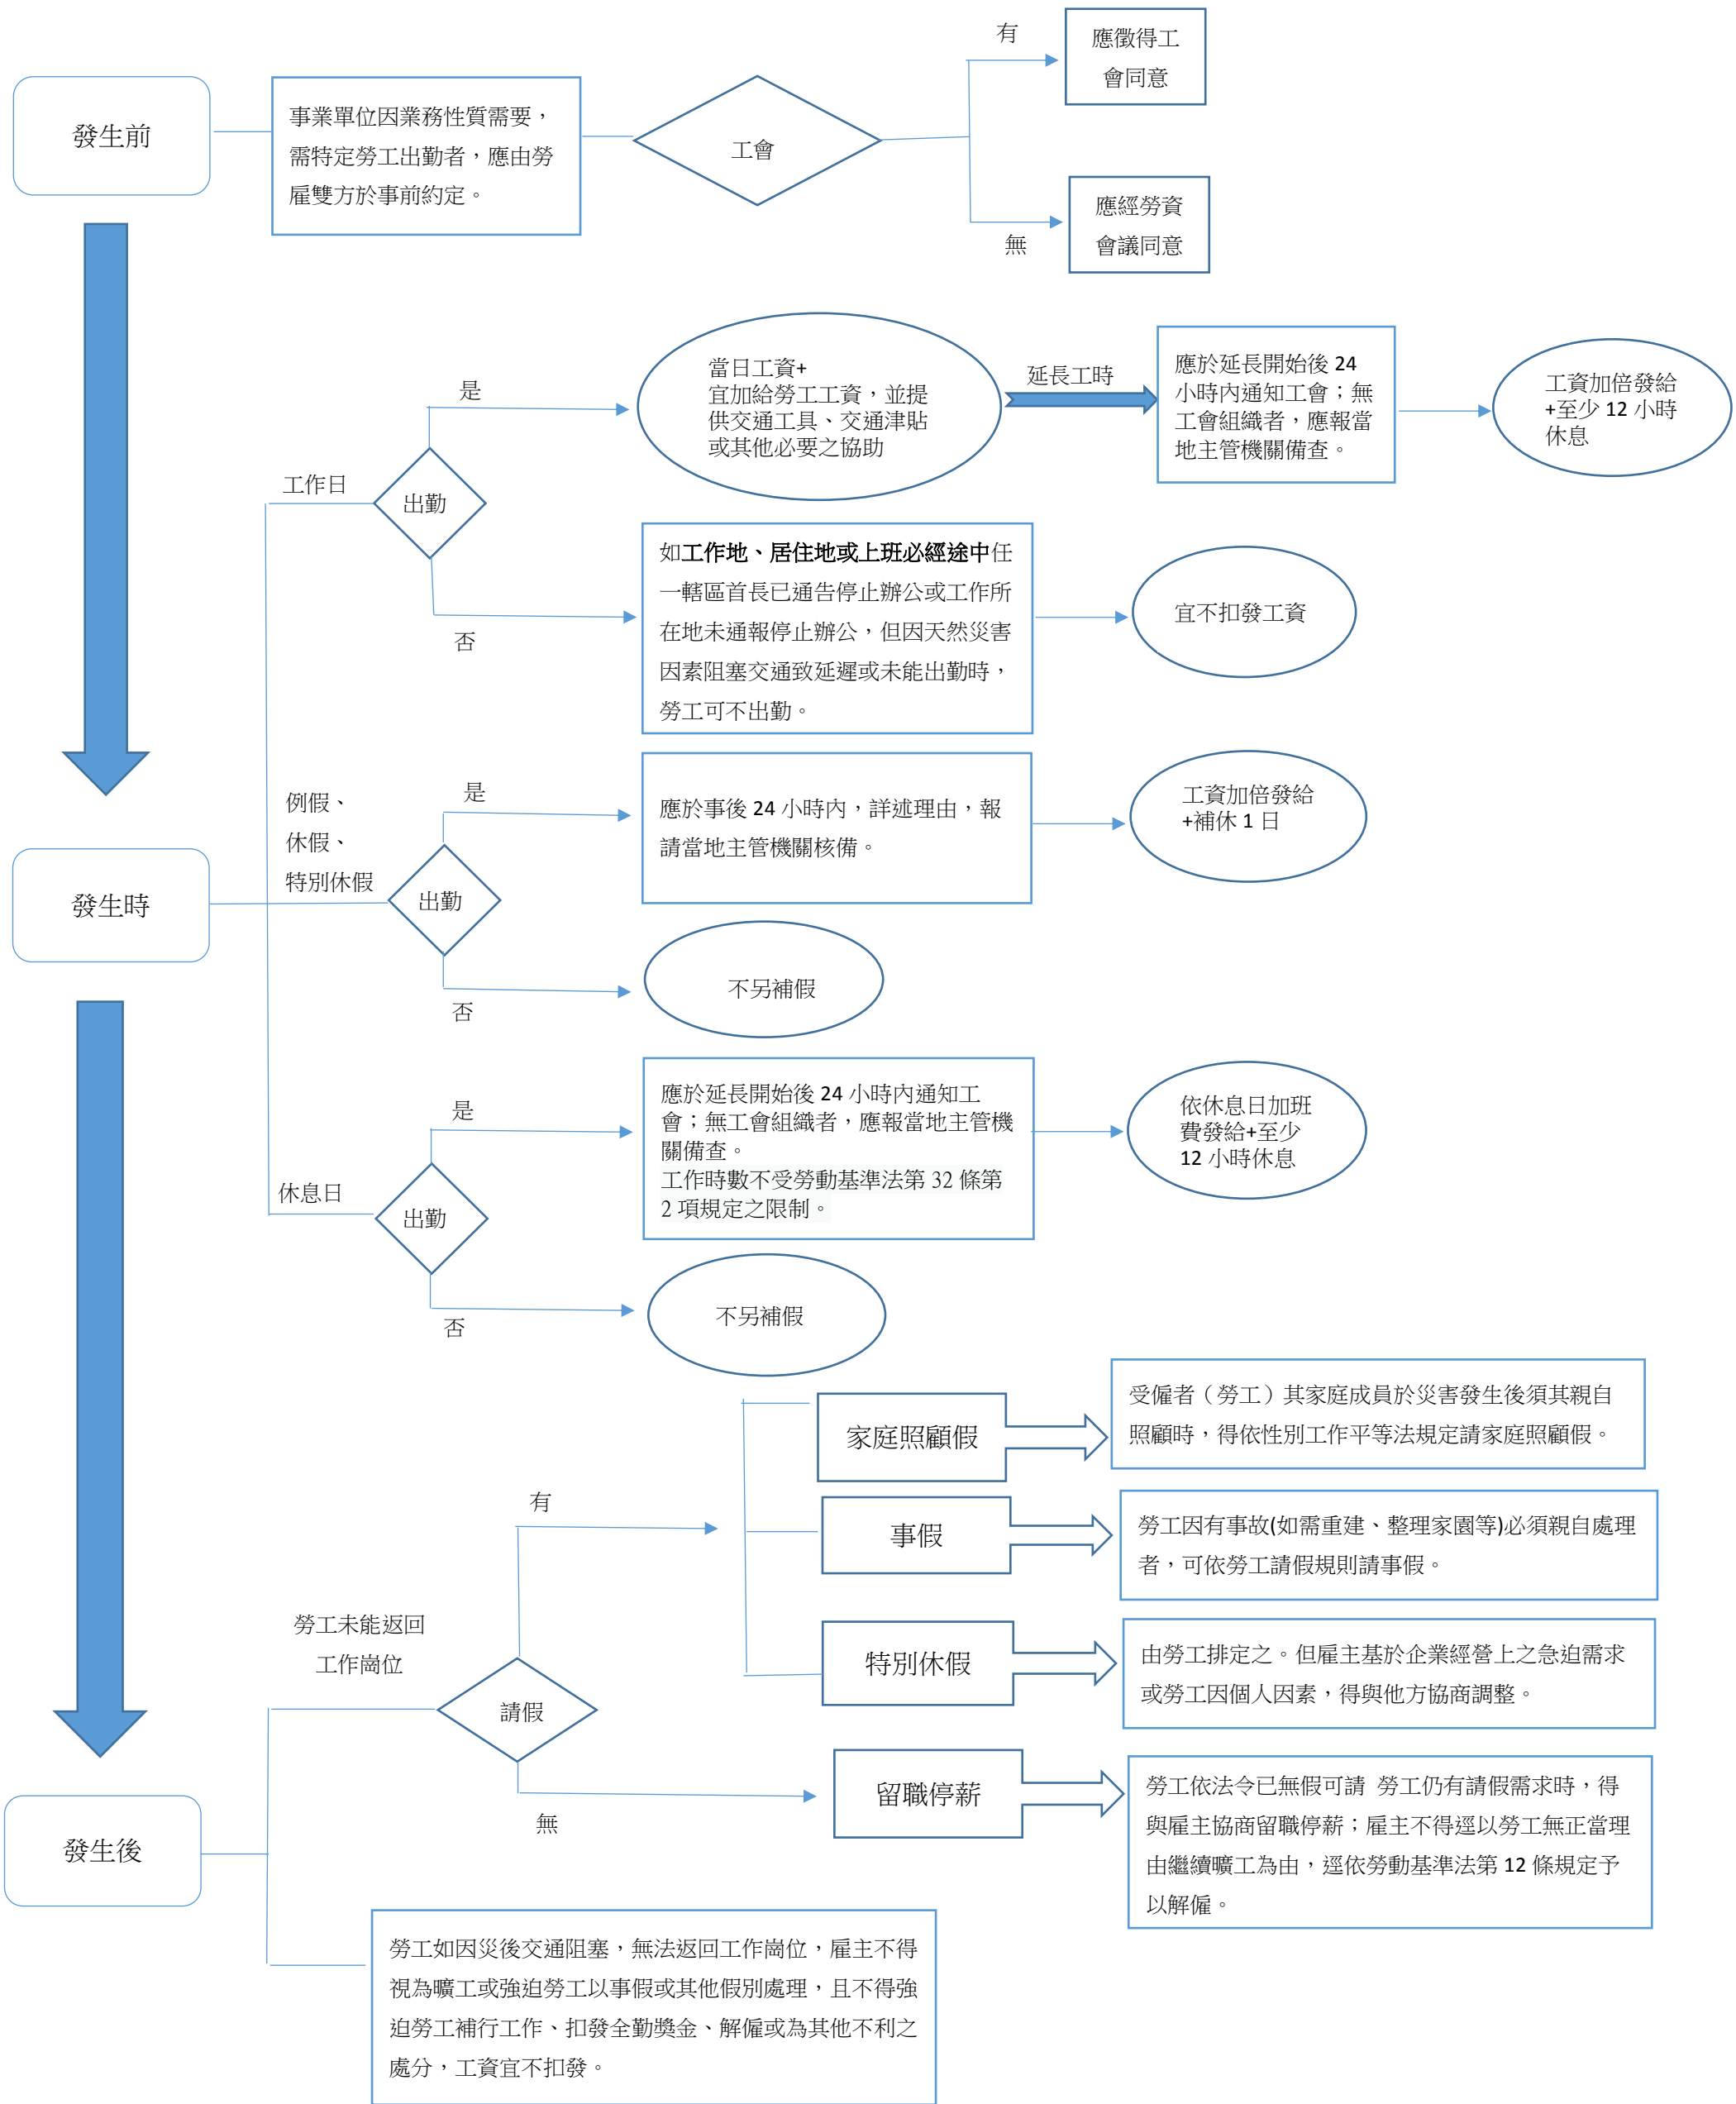 發生前
事業單位因業務性質需要，
需特定勞工出勤者，應由勞
雇雙方於事前約定。
工會
有
應徵得工
會同意
無
應經勞資
會議同意
發生時
工作日
出勤
是
當日工資+
宜加給勞工工資，並提
供交通工具、交通津貼
或其他必要之協助
延長工時
應於延長開始後 24
小時內通知工會；無
工會組織者，應報當
地主管機關備查。
工資加倍發給
+至少 12 小時
休息
否
如工作地、居住地或上班必經途中任
一轄區首長已通告停止辦公或工作所
在地未通報停止辦公，但因天然災害
因素阻塞交通致延遲或未能出勤時，
勞工可不出勤。
宜不扣發工資
例假、
休假、
特別休假
出勤
是
應於事後 24 小時內，詳述理由，報
請當地主管機關核備。
工資加倍發給
+補休 1 日
否
不另補假
休息日
出勤
是
應於延長開始後 24 小時內通知工
會；無工會組織者，應報當地主管機
關備查。
工作時數不受勞動基準法第 32 條第
2 項規定之限制。
依休息日加班
費發給+至少
12 小時休息
否
不另補假
發生後
勞工未能返回
工作崗位
請假
有
家庭照顧假
受僱者（勞工）其家庭成員於災害發生後須其親自
照顧時，得依性別工作平等法規定請家庭照顧假。
事假
勞工因有事故(如需重建、整理家園等)必須親自處理
者，可依勞工請假規則請事假。
特別休假
由勞工排定之。但雇主基於企業經營上之急迫需求
或勞工因個人因素，得與他方協商調整。
無
留職停薪
勞工依法令已無假可請 勞工仍有請假需求時，得
與雇主協商留職停薪；雇主不得逕以勞工無正當理
由繼續曠工為由，逕依勞動基準法第 12 條規定予
以解僱。
勞工如因災後交通阻塞，無法返回工作崗位，雇主不得
視為曠工或強迫勞工以事假或其他假別處理，且不得強
迫勞工補行工作、扣發全勤獎金、解僱或為其他不利之
處分，工資宜不扣發。